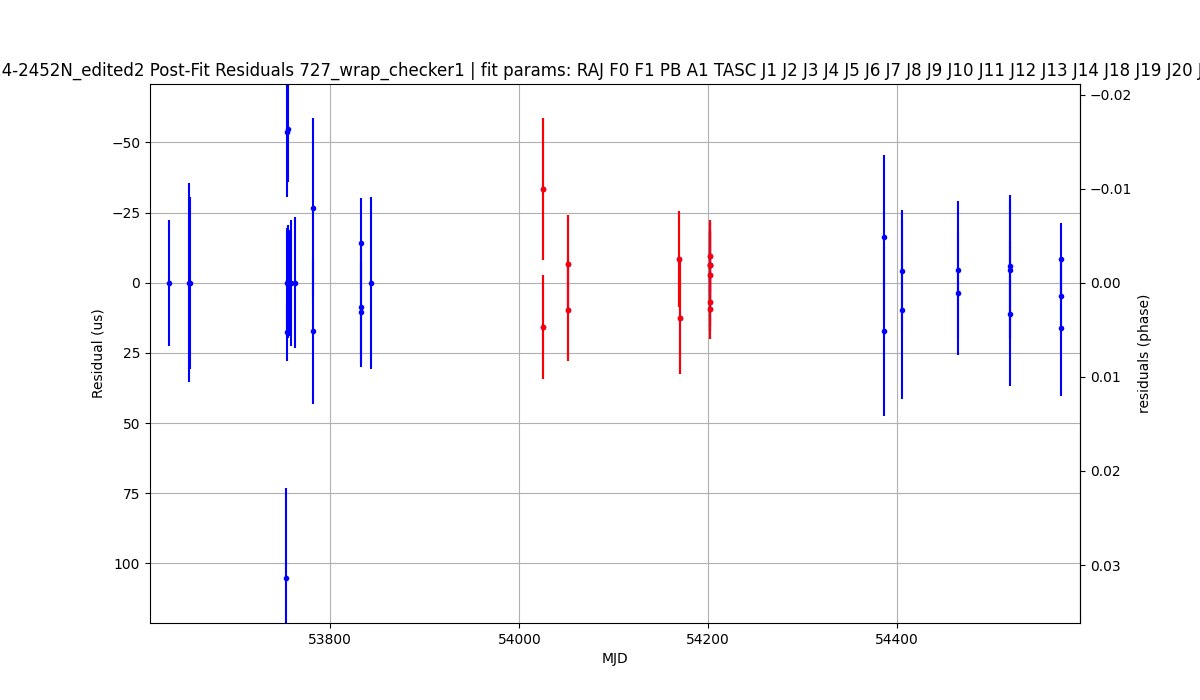 4-2452N_edited2 Post-Fit Residuals 727_wrap_checker1 | fit params: RAJ F0 F1 PB A1 TASC J1 J2 J3 J4 J5 J6 J7 J8 J9 J10 J11 J12 J13 J14 J18 J19 J20 J
−0.02
−50
−0.01
−25
0
0.00
Residual (us)
residuals (phase)
25
0.01
50
0.02
75
100
0.03
53800 54000 54200 54400
MJD